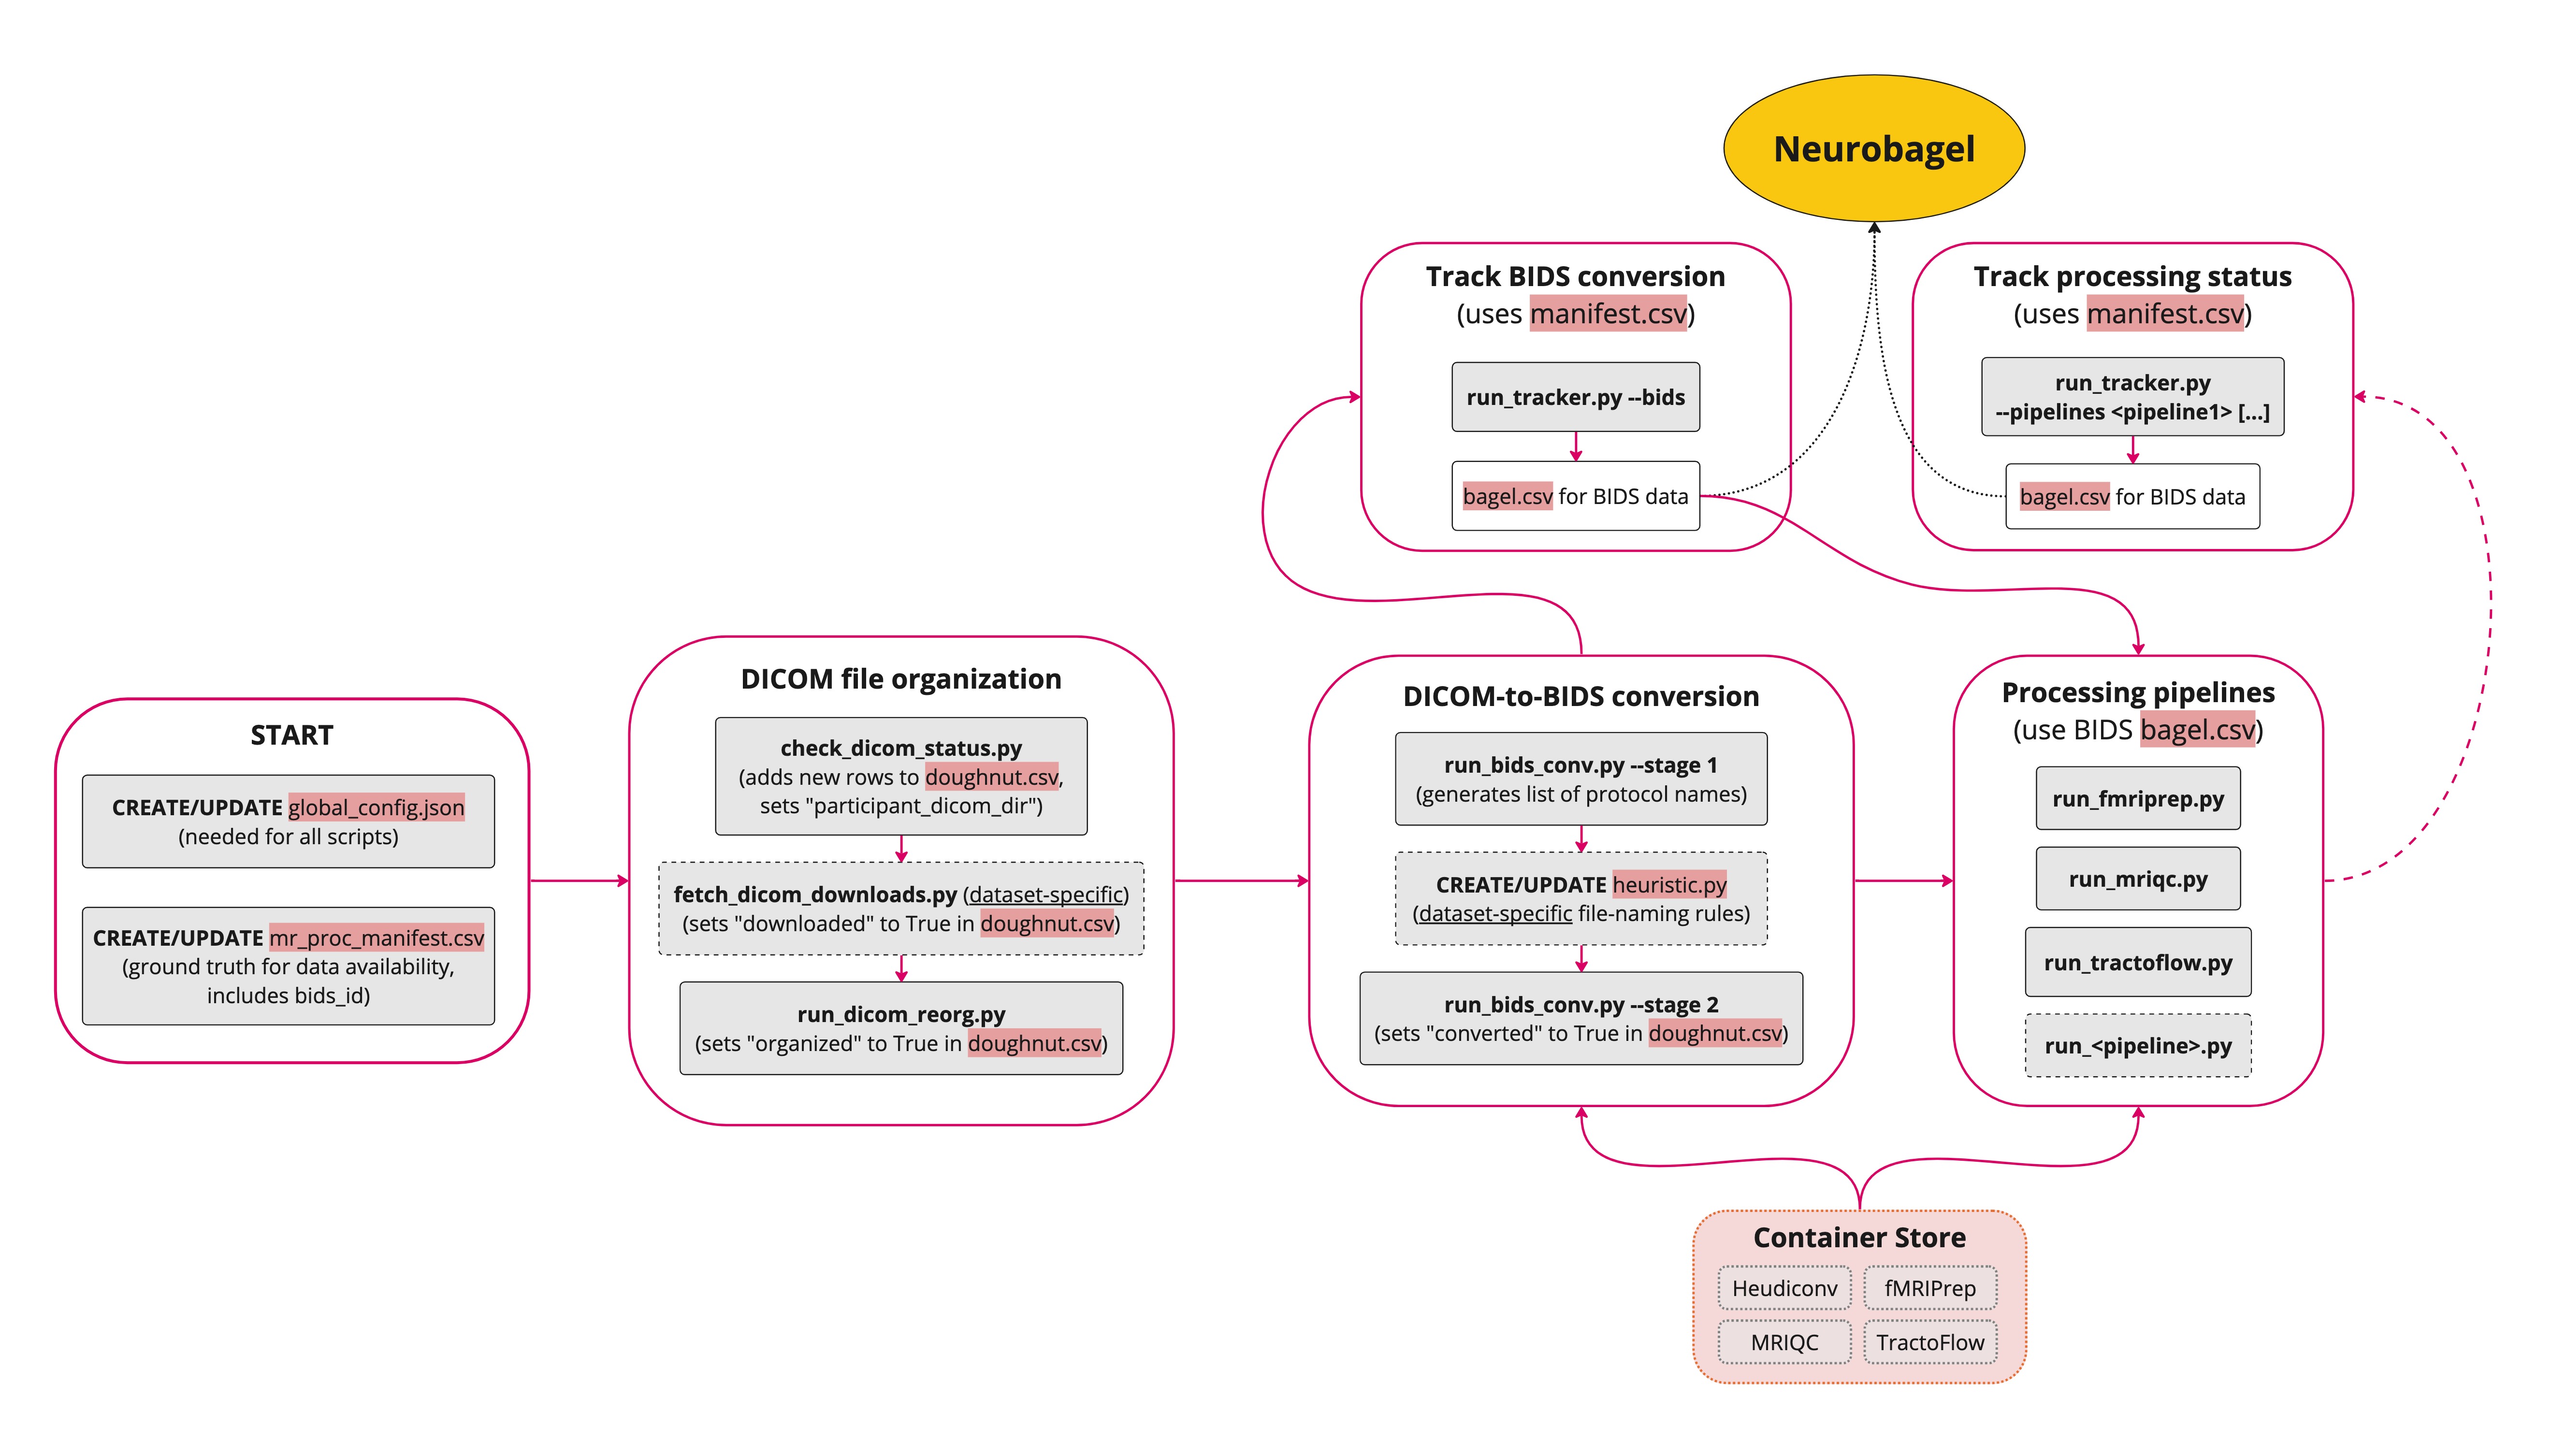 Neurobagel
Track BIDS conversion
(uses manifest.csv)
run_tracker.py --bids
bagel.csv for BIDS data
Track processing status
(uses manifest.csv)
run_tracker.py
--pipelines <pipeline1> [...]
bagel.csv for BIDS data
START
CREATE/UPDATE global_config.json
(needed for all scripts)
CREATE/UPDATE mr_proc_manifest.csv
(ground truth for data availability,
includes bids_id)
DICOM file organization
check_dicom_status.py
(adds new rows to doughnut.csv,
sets "participant_dicom_dir")
fetch_dicom_downloads.py (dataset-specific)
(sets "downloaded" to True in doughnut.csv)
run_dicom_reorg.py
(sets "organized" to True in doughnut.csv)
DICOM-to-BIDS conversion
run_bids_conv.py --stage 1
(generates list of protocol names)
CREATE/UPDATE heuristic.py
(dataset-specific file-naming rules)
run_bids_conv.py --stage 2
(sets "converted" to True in doughnut.csv)
Processing pipelines
(use BIDS bagel.csv)
run_fmriprep.py
run_mriqc.py
run_tractoflow.py
run_<pipeline>.py
Container Store
Heudiconv
fMRIPrep
MRIQC
TractoFlow